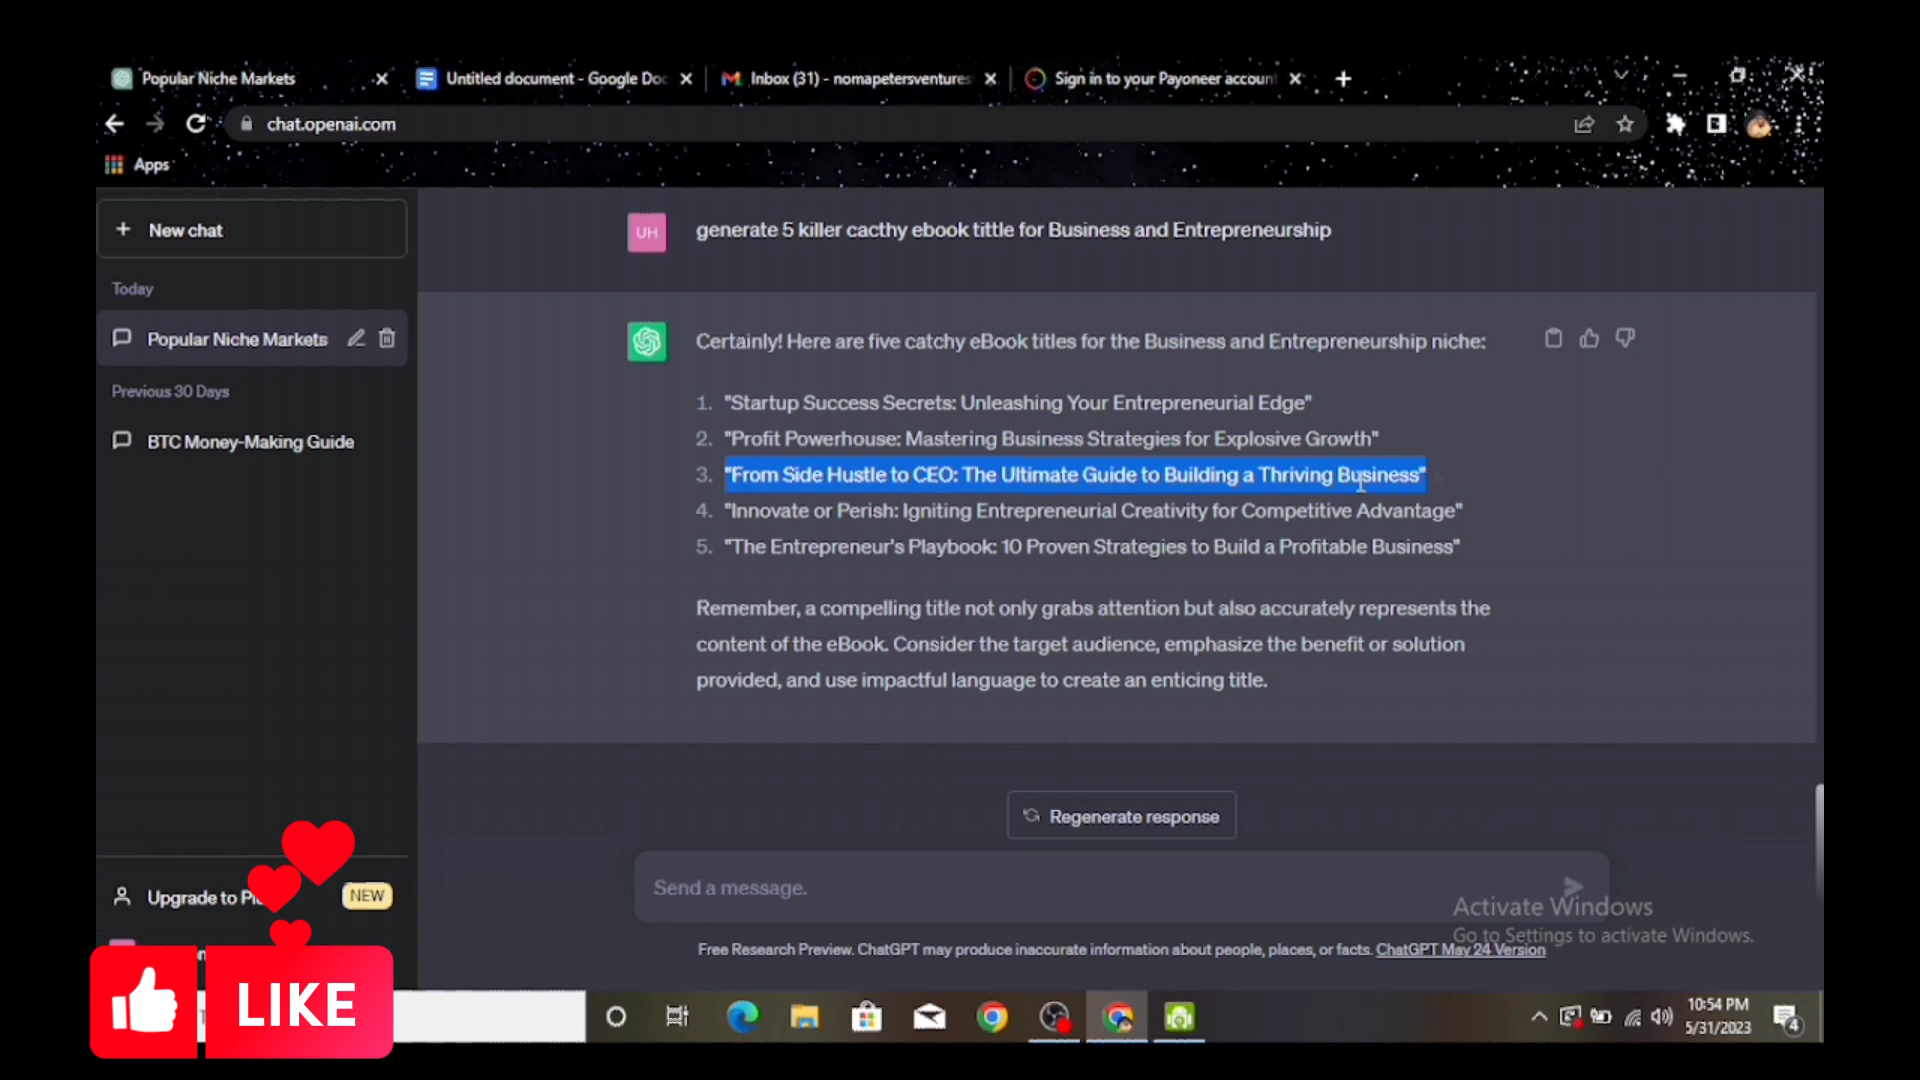 Popular Niche Markets
Untitled document - Google Doc
Inbox (31) - nomapetersventures
Sign in to your Payoneer account
chat.openai.com
Apps
New chat
Today
Popular Niche Markets
Previous 30 Days
BTC Money-Making Guide
UH
generate 5 killer cacthy ebook tittle for Business and Entrepreneurship
Certainly! Here are five catchy eBook titles for the Business and Entrepreneurship niche:
1. "Startup Success Secrets: Unleashing Your Entrepreneurial Edge"
2. "Profit Powerhouse: Mastering Business Strategies for Explosive Growth"
3. "From Side Hustle to CEO: The Ultimate Guide to Building a Thriving Business"
4. "Innovate or Perish: Igniting Entrepreneurial Creativity for Competitive Advantage"
5. "The Entrepreneur's Playbook: 10 Proven Strategies to Build a Profitable Business"
Remember, a compelling title not only grabs attention but also accurately represents the
content of the eBook. Consider the target audience, emphasize the benefit or solution
provided, and use impactful language to create an enticing title.
Regenerate response
Send a message.
Upgrade to
NEW
Activate Windows
Go to Settings to activate Windows.
Free Research Preview. ChatGPT may produce inaccurate information about people, places, or facts. ChatGPT May 24 Version
LIKE
10:54 PM
5/31/2023
4